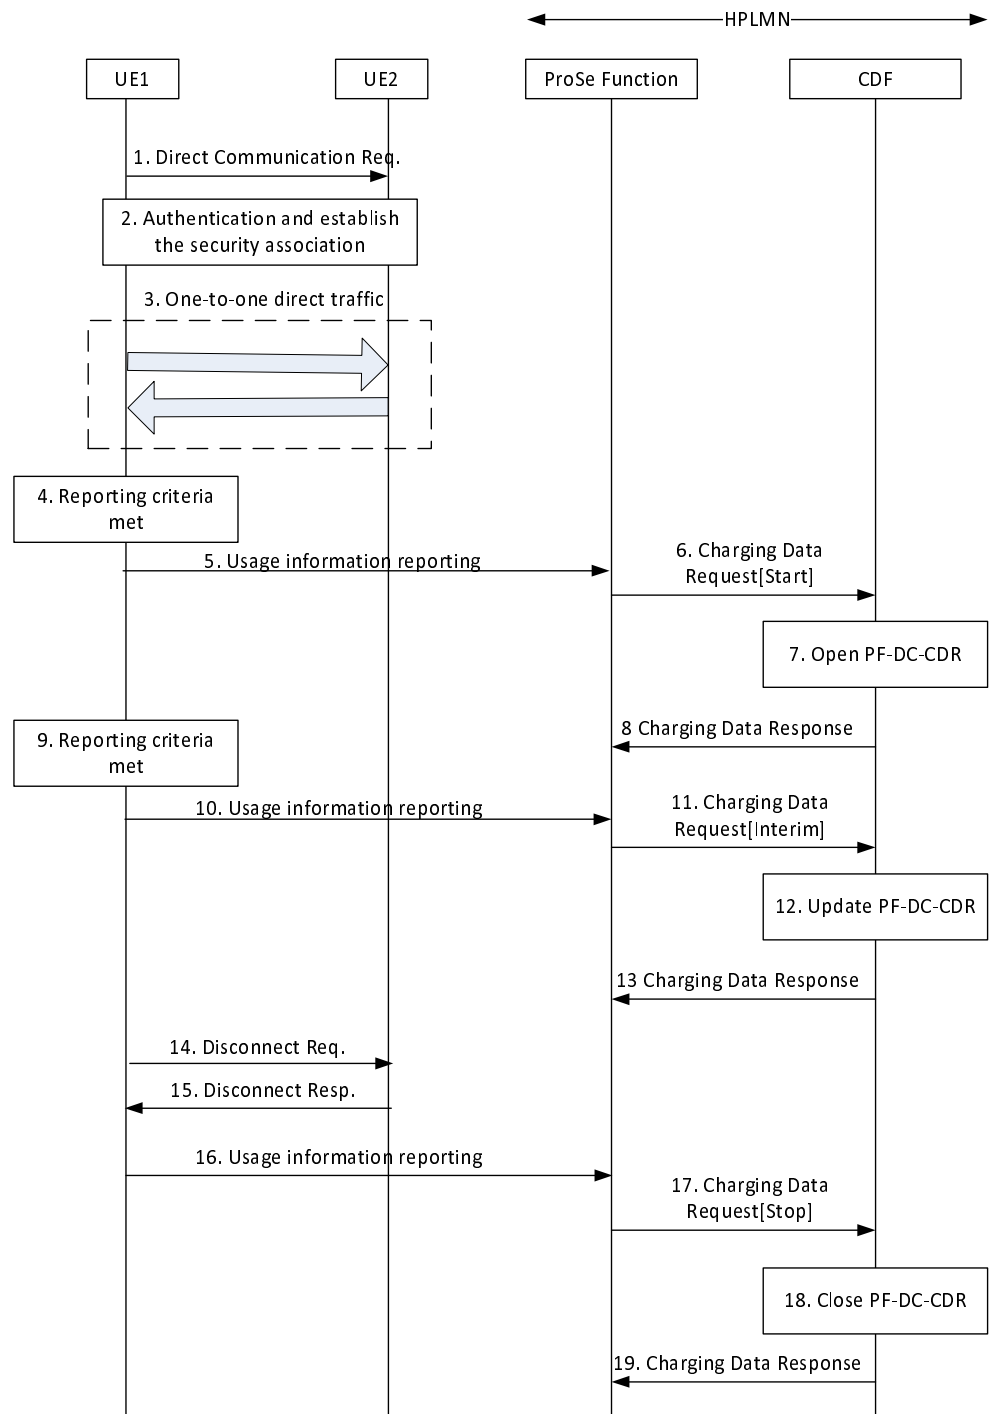 HPLMN
UE1
UE2
ProSe Function
CDF
1. Direct Communication Req.
2. Authentication and establish
the security association
3. One-to-one direct traffic
4. Reporting criteria
met
5. Usage information reporting
6. Charging Data
Request[Start]
7. Open PF-DC-CDR
8 Charging Data Response
9. Reporting criteria
met
10. Usage information reporting
11. Charging Data
Request[Interim]
12. Update PF-DC-CDR
13 Charging Data Response
14. Disconnect Req.
15. Disconnect Resp.
16. Usage information reporting
17. Charging Data
Request[Stop]
18. Close PF-DC-CDR
19. Charging Data Response